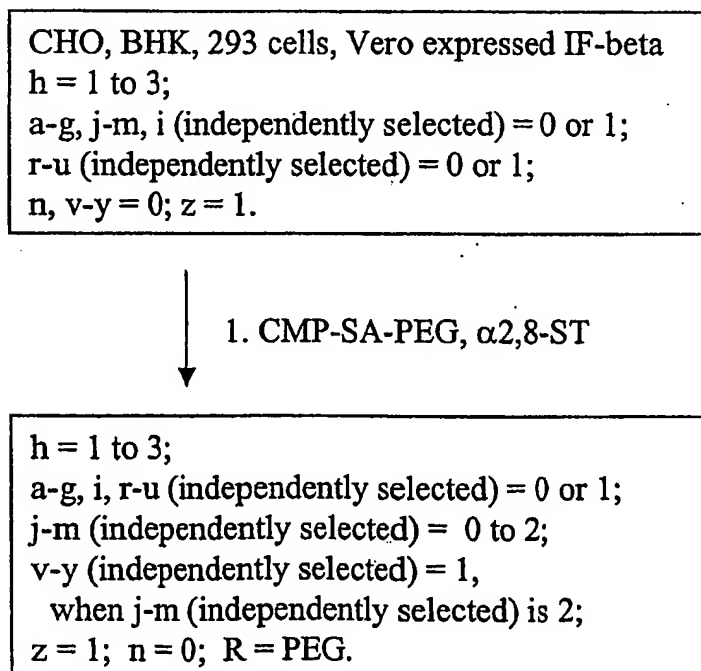 CHO, BHK, 293 cells, Vero expressed IF-beta
h = 1 to 3;
a-g, j-m, i (independently selected) = 0 or 1;
r-u (independently selected) = 0 or 1;
n, v-y = 0; z = 1.
1. CMP-SA-PEG, α2,8-ST
h = 1 to 3;
a-g, i, r-u (independently selected) = 0 or 1;
j-m (independently selected) = 0 to 2;
v-y (independently selected) = 1,
when j-m (independently selected) is 2;
z = 1; n = 0; R = PEG.